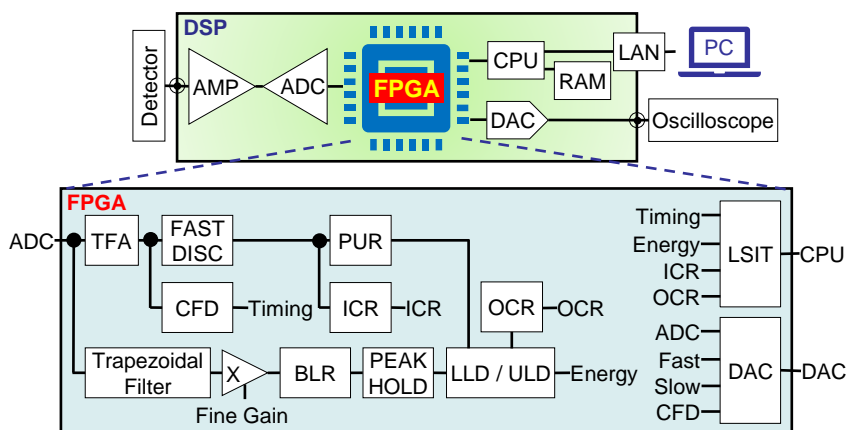 DSP
Detector
AMP
ADC
FPGA
CPU
RAM
LAN
PC
DAC
Oscilloscope
FPGA
ADC
TFA
FAST
DISC
PUR
CFD
Timing
ICR
ICR
OCR
OCR
Trapezoidal
Filter
X
Fine Gain
BLR
PEAK
HOLD
LLD / ULD
Energy
Timing
Energy
ICR
OCR
LSIT
CPU
ADC
Fast
Slow
CFD
DAC
DAC